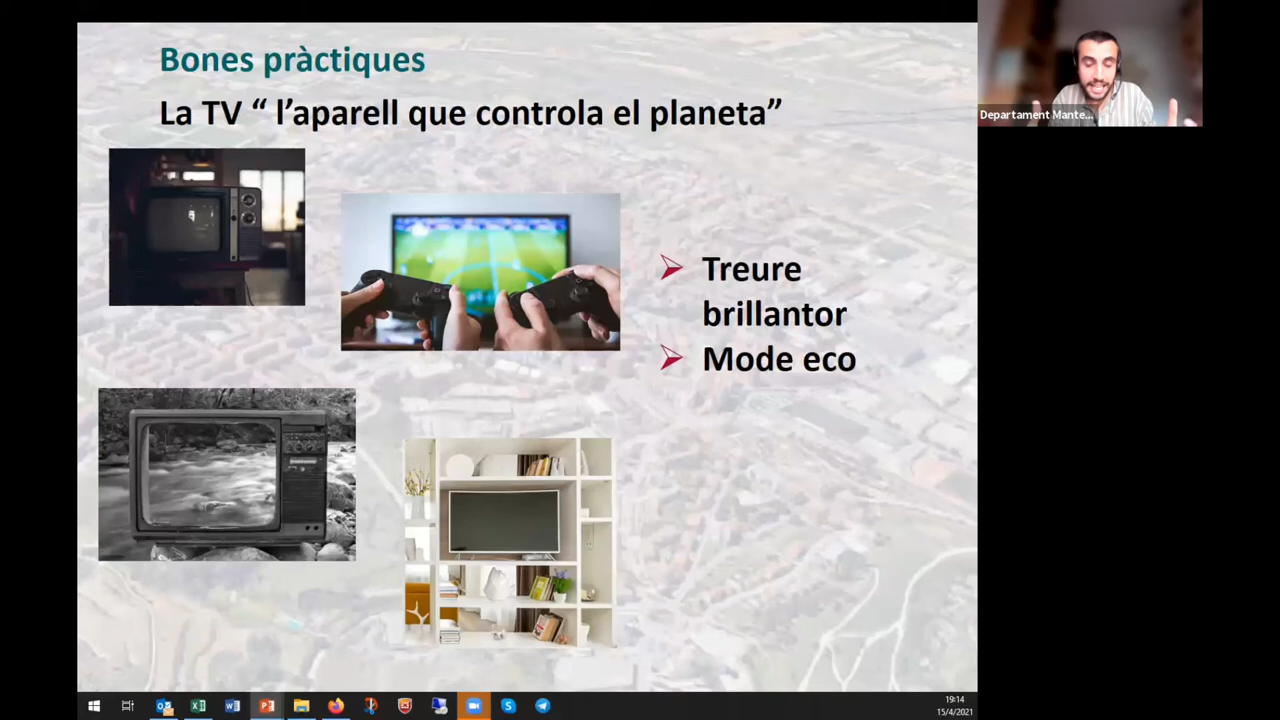 Bones pràctiques
La TV “ l’aparell que controla el planeta”
Treure
brillantor
Mode eco
Departament Mante...
19:14
15/4/2021